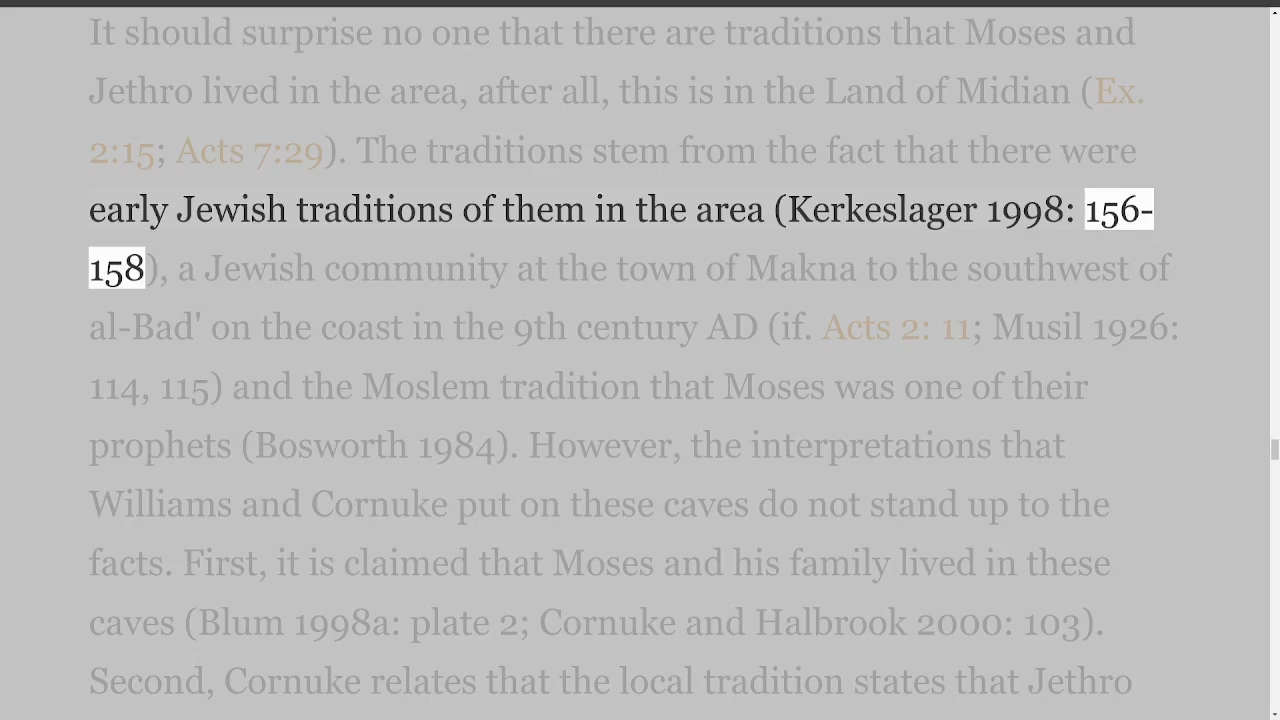 It should surprise no one that there are traditions that Moses and
Jethro lived in the area, after all, this is in the Land of Midian (Ex.
2:15; Acts 7:29). The traditions stem from the fact that there were
early Jewish traditions of them in the area (Kerkeslager 1998: 156-
158), a Jewish community at the town of Makna to the southwest of
al-Bad' on the coast in the 9th century AD (if. Acts 2: 11; Musil 1926:
114, 115) and the Moslem tradition that Moses was one of their
prophets (Bosworth 1984). However, the interpretations that
Williams and Cornuke put on these caves do not stand up to the
facts. First, it is claimed that Moses and his family lived in these
caves (Blum 1998a: plate 2; Cornuke and Halbrook 2000: 103).
Second, Cornuke relates that the local tradition states that Jethro